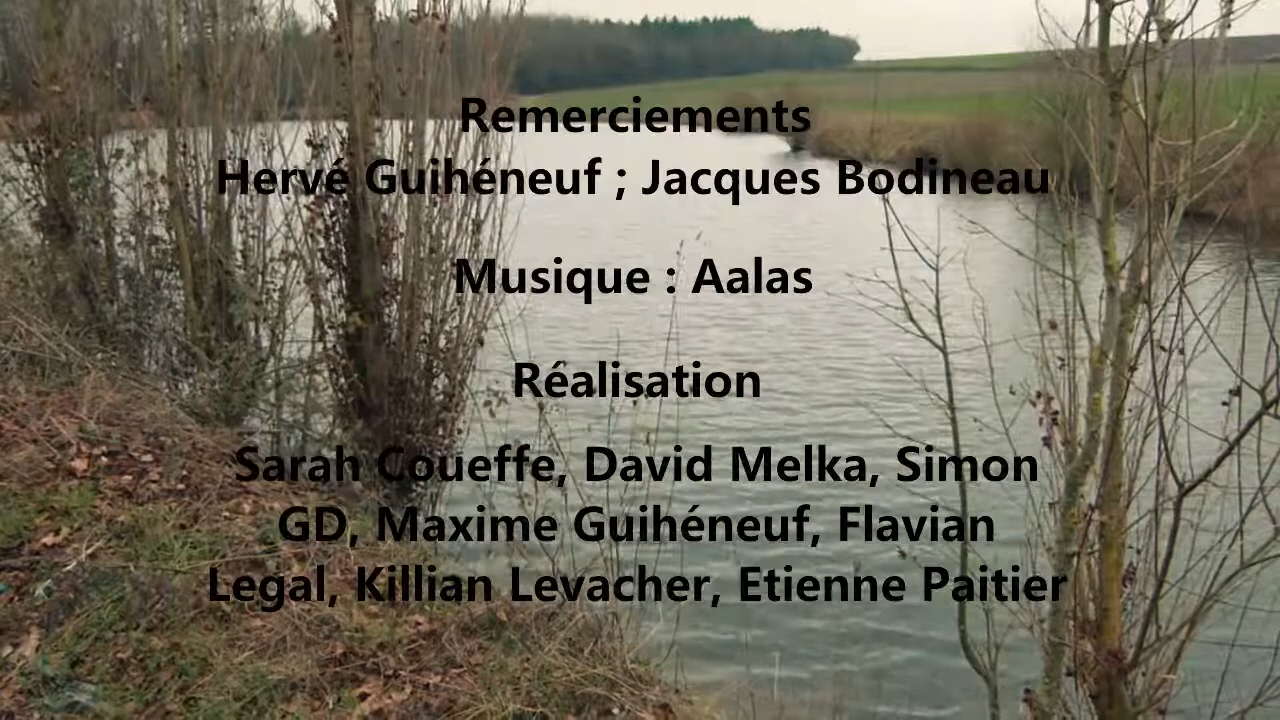 Remerciements
Hervé Guihéneuf ; Jacques Bodineau
Musique : Aalas
Réalisation
Sarah Coueffe, David Melka, Simon
GD, Maxime Guihéneuf, Flavian
Legal, Killian Levacher, Etienne Paitier